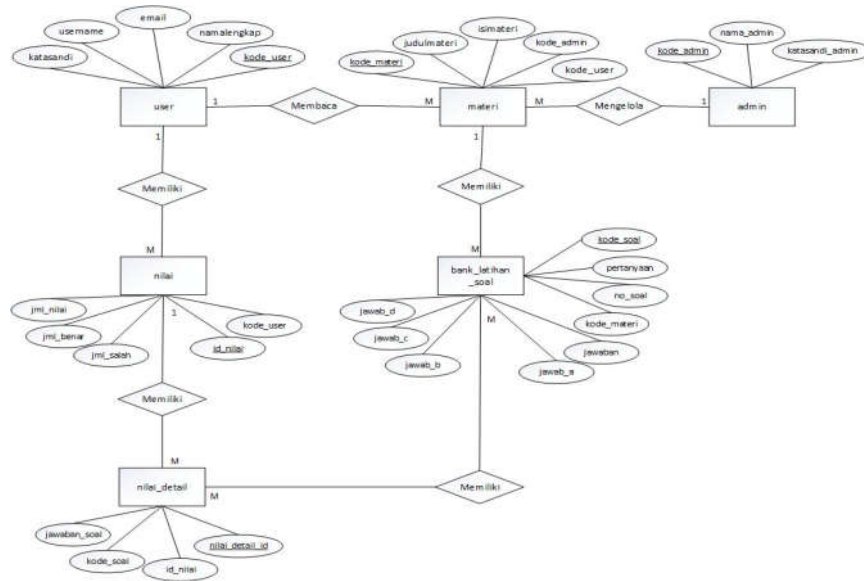 email
username
namalengkap
katasandi
kode_user
isimateri
judulmateri
kode_admin
kode_materi
kode_user
nama_admin
kode_admin
katasandi_admin
user
1
Membaca
M
materi
M
Mengelola
1
admin
1
1
Memiliki
Memiliki
M
M
nilai
bank_latihan
_soal
kode_soal
pertanyaan
no_soal
kode_materi
jawaban
jml_nilai
jml_benar
jml_salah
1
kode_user
id_nilai
jawab_d
jawab_c
jawab_b
M
jawab_a
Memiliki
M
nilai_detail
M
Memiliki
jawaban_soal
kode_soal
id_nilai
nilai_detail_id